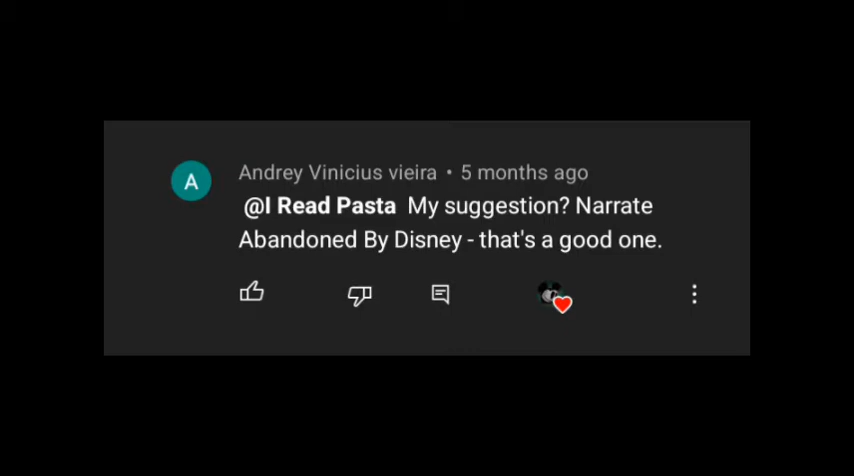 A
Andrey Vinicius vieira • 5 months ago
@I Read Pasta My suggestion? Narrate
Abandoned By Disney - that's a good one.